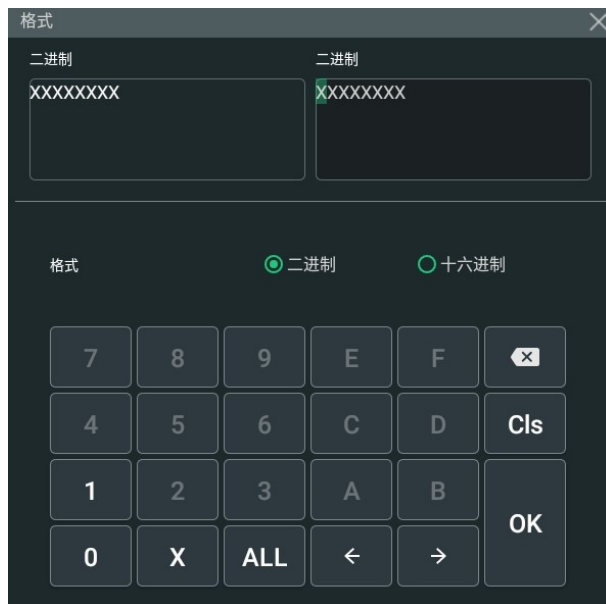 格式
二进制 二进制
XXXXXXXX XXXXXXXX
格式 二进制 十六进制
7 8 9 E F
4 5 6 C D Cls
1 2 3 A B
OK
0 X ALL ← →